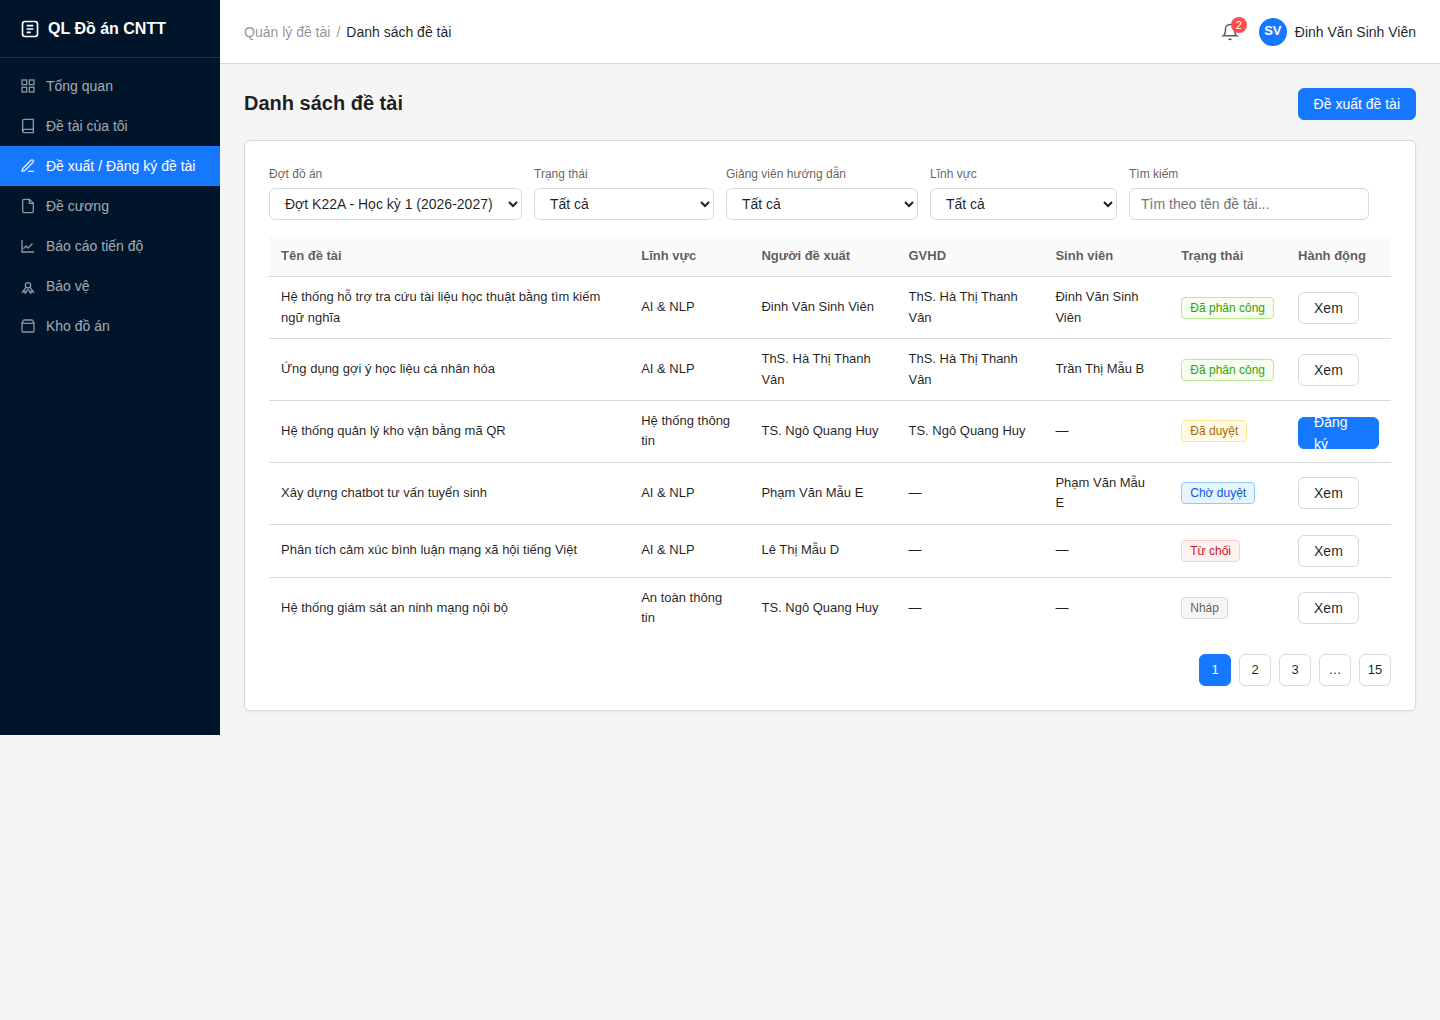 QL Đồ án CNTT
Tổng quan
Đề tài của tôi
Đề xuất / Đăng ký đề tài
Đề cương
Báo cáo tiến độ
Bảo vệ
Kho đồ án
Quản lý đề tài / Danh sách đề tài
2
SV
Đinh Văn Sinh Viên
Danh sách đề tài
Đề xuất đề tài
Đợt đồ án
Trạng thái
Giảng viên hướng dẫn
Lĩnh vực
Tìm kiếm
Đợt K22A - Học kỳ 1 (2026-2027)
Tất cả
Tất cả
Tất cả
Tìm theo tên đề tài...
Tên đề tài
Lĩnh vực
Người đề xuất
GVHD
Sinh viên
Trạng thái
Hành động
Hệ thống hỗ trợ tra cứu tài liệu học thuật bằng tìm kiếm
ngữ nghĩa
AI & NLP
Đinh Văn Sinh Viên
ThS. Hà Thị Thanh
Vân
Đinh Văn Sinh
Viên
Đã phân công
Xem
Ứng dụng gợi ý học liệu cá nhân hóa
AI & NLP
ThS. Hà Thị Thanh
Vân
ThS. Hà Thị Thanh
Vân
Trần Thị Mẫu B
Đã phân công
Xem
Hệ thống quản lý kho vận bằng mã QR
Hệ thống thông
tin
TS. Ngô Quang Huy
TS. Ngô Quang Huy
—
Đã duyệt
Đăng
ký
Xây dựng chatbot tư vấn tuyển sinh
AI & NLP
Phạm Văn Mẫu E
—
Phạm Văn Mẫu
E
Chờ duyệt
Xem
Phân tích cảm xúc bình luận mạng xã hội tiếng Việt
AI & NLP
Lê Thị Mẫu D
—
—
Từ chối
Xem
Hệ thống giám sát an ninh mạng nội bộ
An toàn thông
tin
TS. Ngô Quang Huy
—
—
Nháp
Xem
1
2
3
…
15